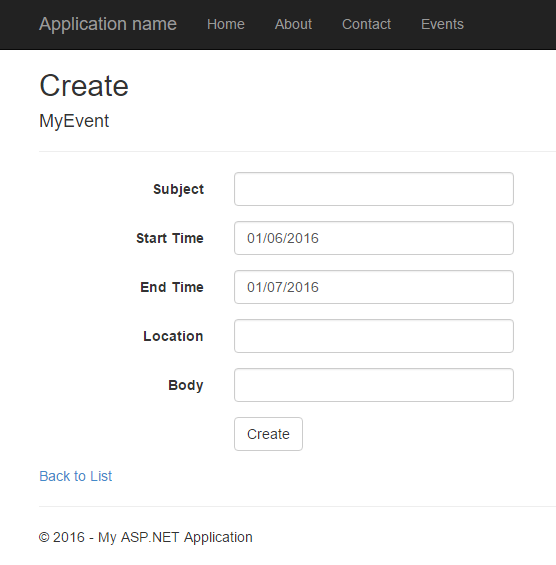 Application name Home About Contact Events
Create
MyEvent
Subject
Start Time 01/06/2016
End Time 01/07/2016
Location
Body
Create
Back to List
© 2016 - My ASP.NET Application